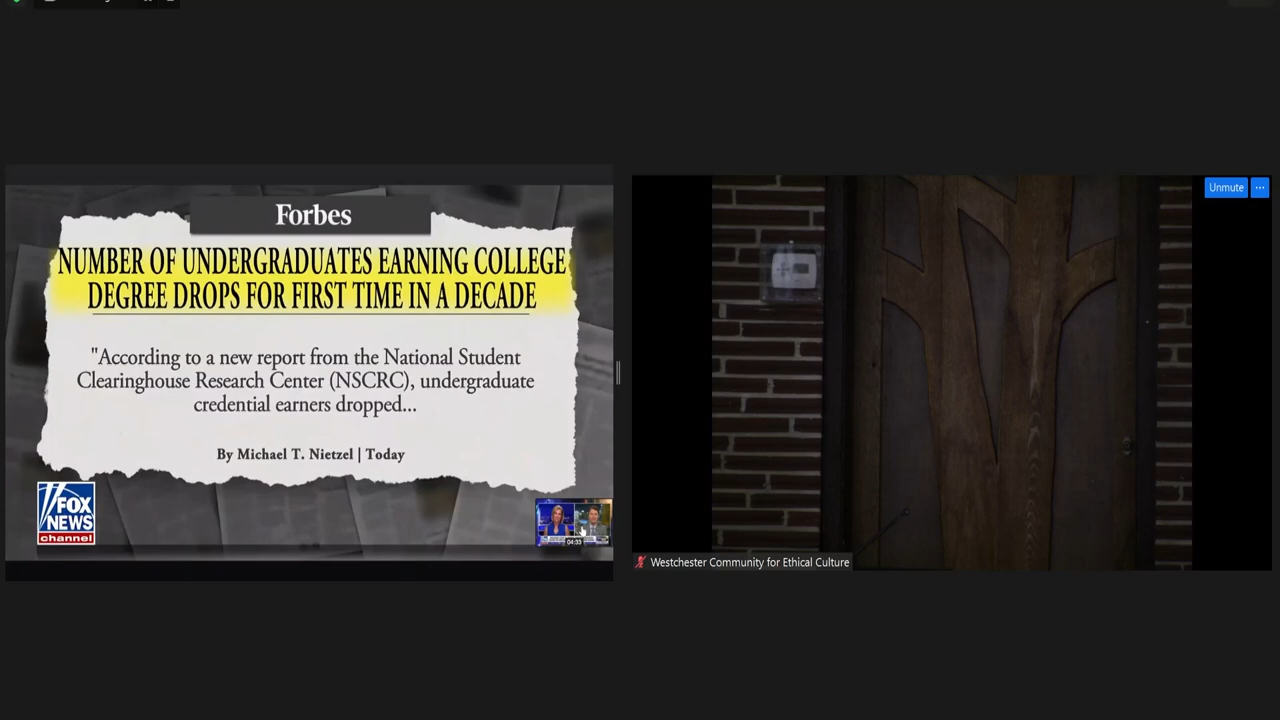 Forbes
NUMBER OF UNDERGRADUATES EARNING COLLEGE
DEGREE DROPS FOR FIRST TIME IN A DECADE
"According to a new report from the National Student
Clearinghouse Research Center (NSCRC), undergraduate
credential earners dropped...
By Michael T. Nietzel | Today
FOX
NEWS
channel
04:33
Unmute
...
Westchester Community for Ethical Culture